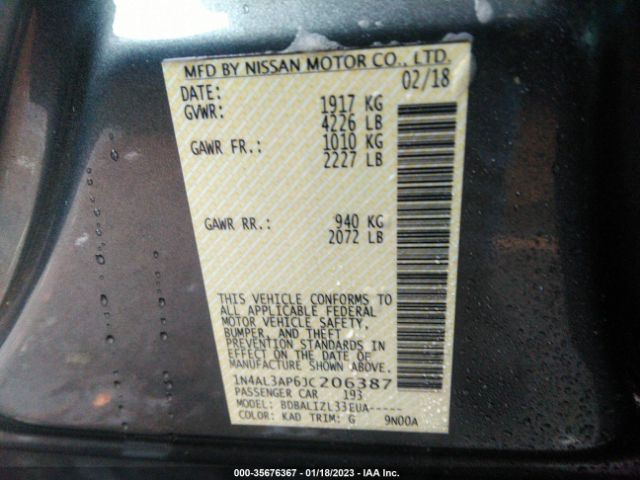 MFD BY NISSAN MOTOR CO., LTD.
DATE: 02/18
GVWR: 1917 KG
4226 LB
GAWR FR.: 1010 KG
2227 LB
GAWR RR.: 940 KG
2072 LB
THIS VEHICLE CONFORMS TO
ALL APPLICABLE FEDERAL
MOTOR VEHICLE SAFETY,
BUMPER, AND THEFT
PREVENTION STANDARDS IN
EFFECT ON THE DATE OF
MANUFACTURE SHOWN ABOVE.
1N4AL3AP6JC206387
PASSENGER CAR 193
MODEL: BDBALIZL33EUA-----
COLOR: KAD TRIM: G 9N00A
000-35676367 - 01/18/2023 - IAA Inc.